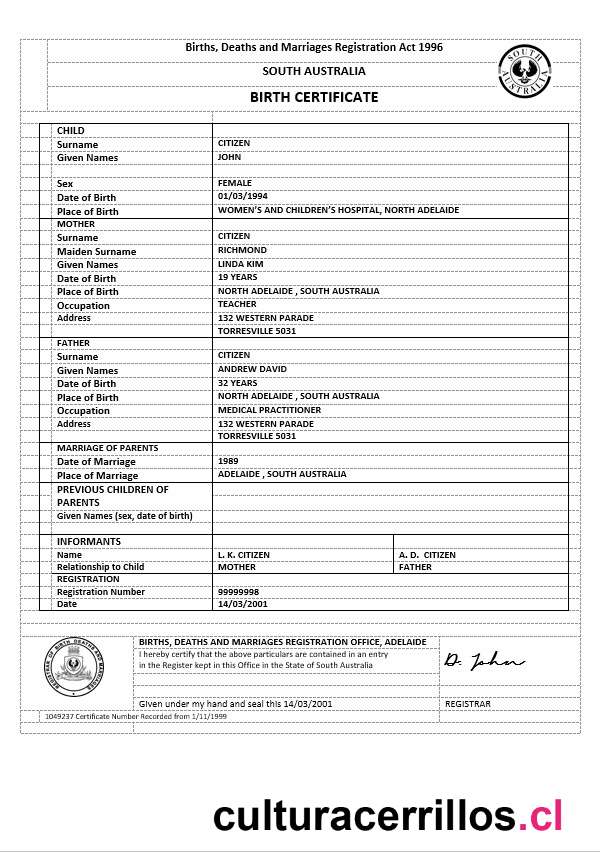 Births, Deaths and Marriages Registration Act 1996
SOUTH AUSTRALIA
BIRTH CERTIFICATE
SOUTH AUSTRALIA
CHILD
Surname CITIZEN
Given Names JOHN
Sex FEMALE
Date of Birth 01/03/1994
Place of Birth WOMEN'S AND CHILDREN'S HOSPITAL, NORTH ADELAIDE
MOTHER
Surname CITIZEN
Maiden Surname RICHMOND
Given Names LINDA KIM
Date of Birth 19 YEARS
Place of Birth NORTH ADELAIDE , SOUTH AUSTRALIA
Occupation TEACHER
Address 132 WESTERN PARADE
TORRESVILLE 5031
FATHER
Surname CITIZEN
Given Names ANDREW DAVID
Date of Birth 32 YEARS
Place of Birth NORTH ADELAIDE , SOUTH AUSTRALIA
Occupation MEDICAL PRACTITIONER
Address 132 WESTERN PARADE
TORRESVILLE 5031
MARRIAGE OF PARENTS
Date of Marriage 1989
Place of Marriage ADELAIDE , SOUTH AUSTRALIA
PREVIOUS CHILDREN OF
PARENTS
Given Names (sex, date of birth)
INFORMANTS
Name L. K. CITIZEN A. D. CITIZEN
Relationship to Child MOTHER FATHER
REGISTRATION
Registration Number 99999998
Date 14/03/2001
REGISTRAR OF BIRTHS DEATHS AND MARRIAGES
BIRTHS, DEATHS AND MARRIAGES REGISTRATION OFFICE, ADELAIDE
I hereby certify that the above particulars are contained in an entry
in the Register kept in this Office in the State of South Australia
D. John
Given under my hand and seal this 14/03/2001 REGISTRAR
1049237 Certificate Number Recorded from 1/11/1999
culturacerrillos.cl